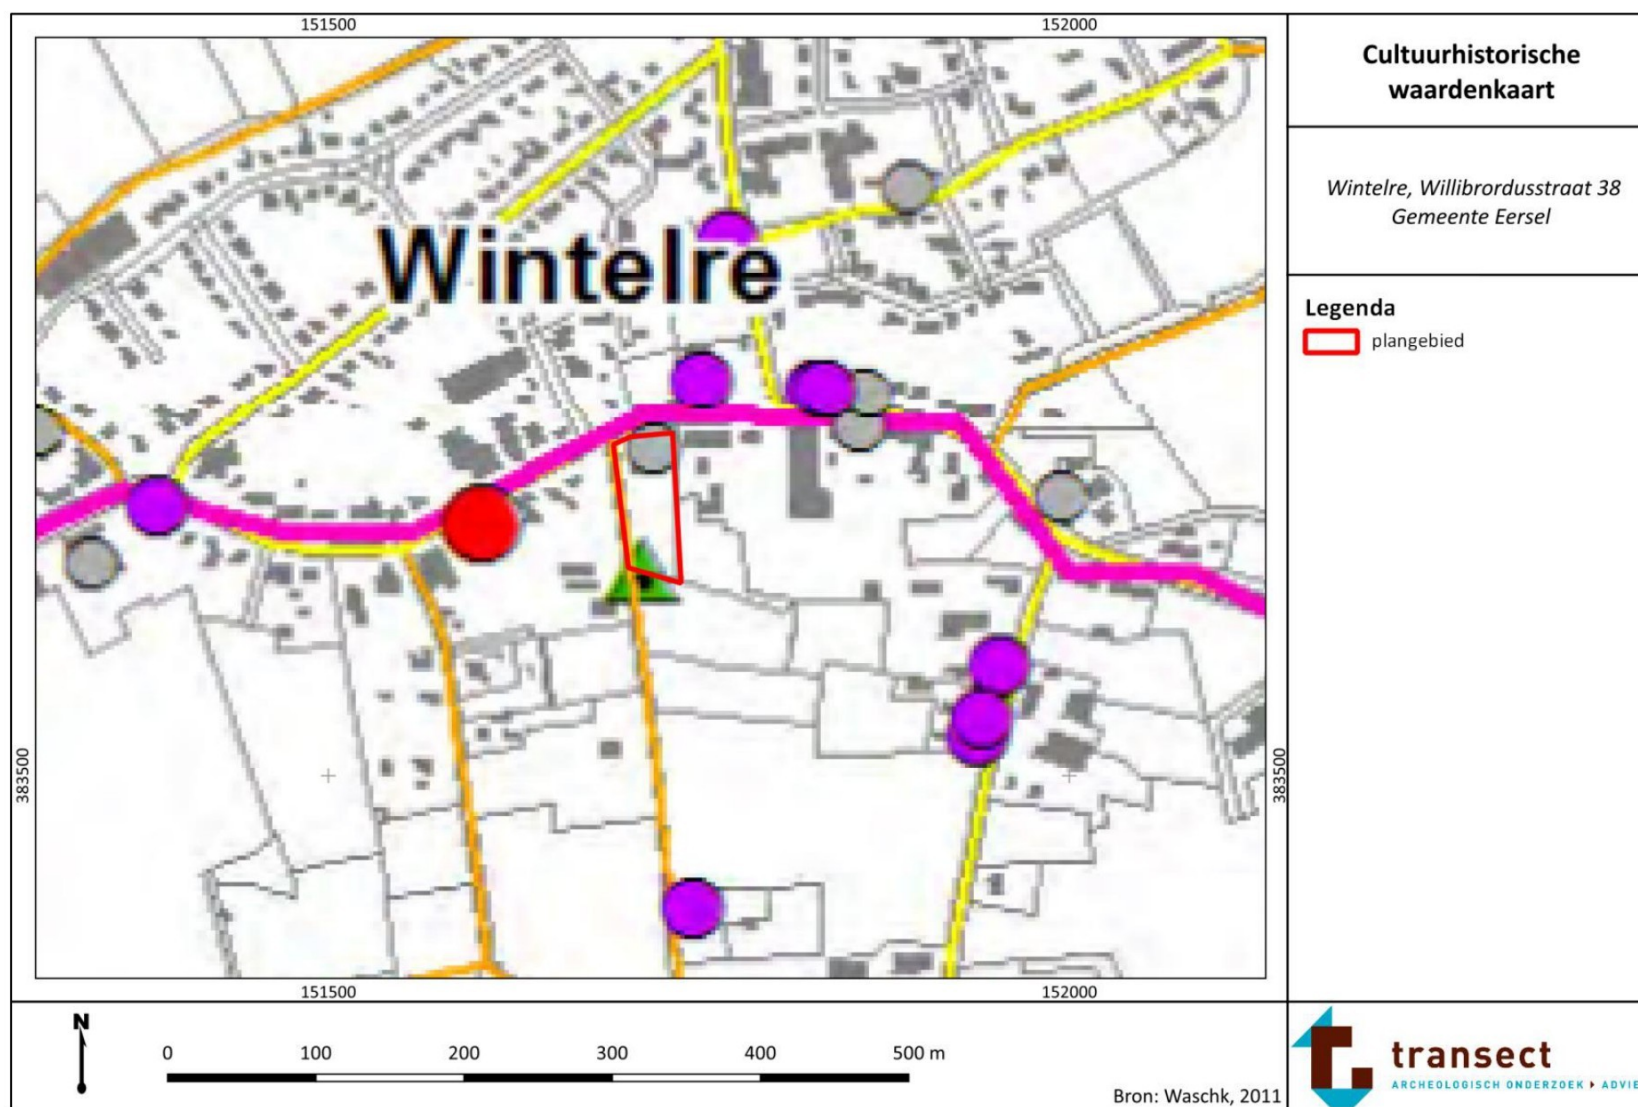 151500 152000
Wintelre
383500 383500
151500 152000
Cultuurhistorische
waardenkaart
Wintelre, Willibrordusstraat 38
Gemeente Eersel
Legenda
plangebied
N
0 100 200 300 400 500 m
Bron: Waschk, 2011
transect
ARCHEOLOGISCH ONDERZOEK ADVIE